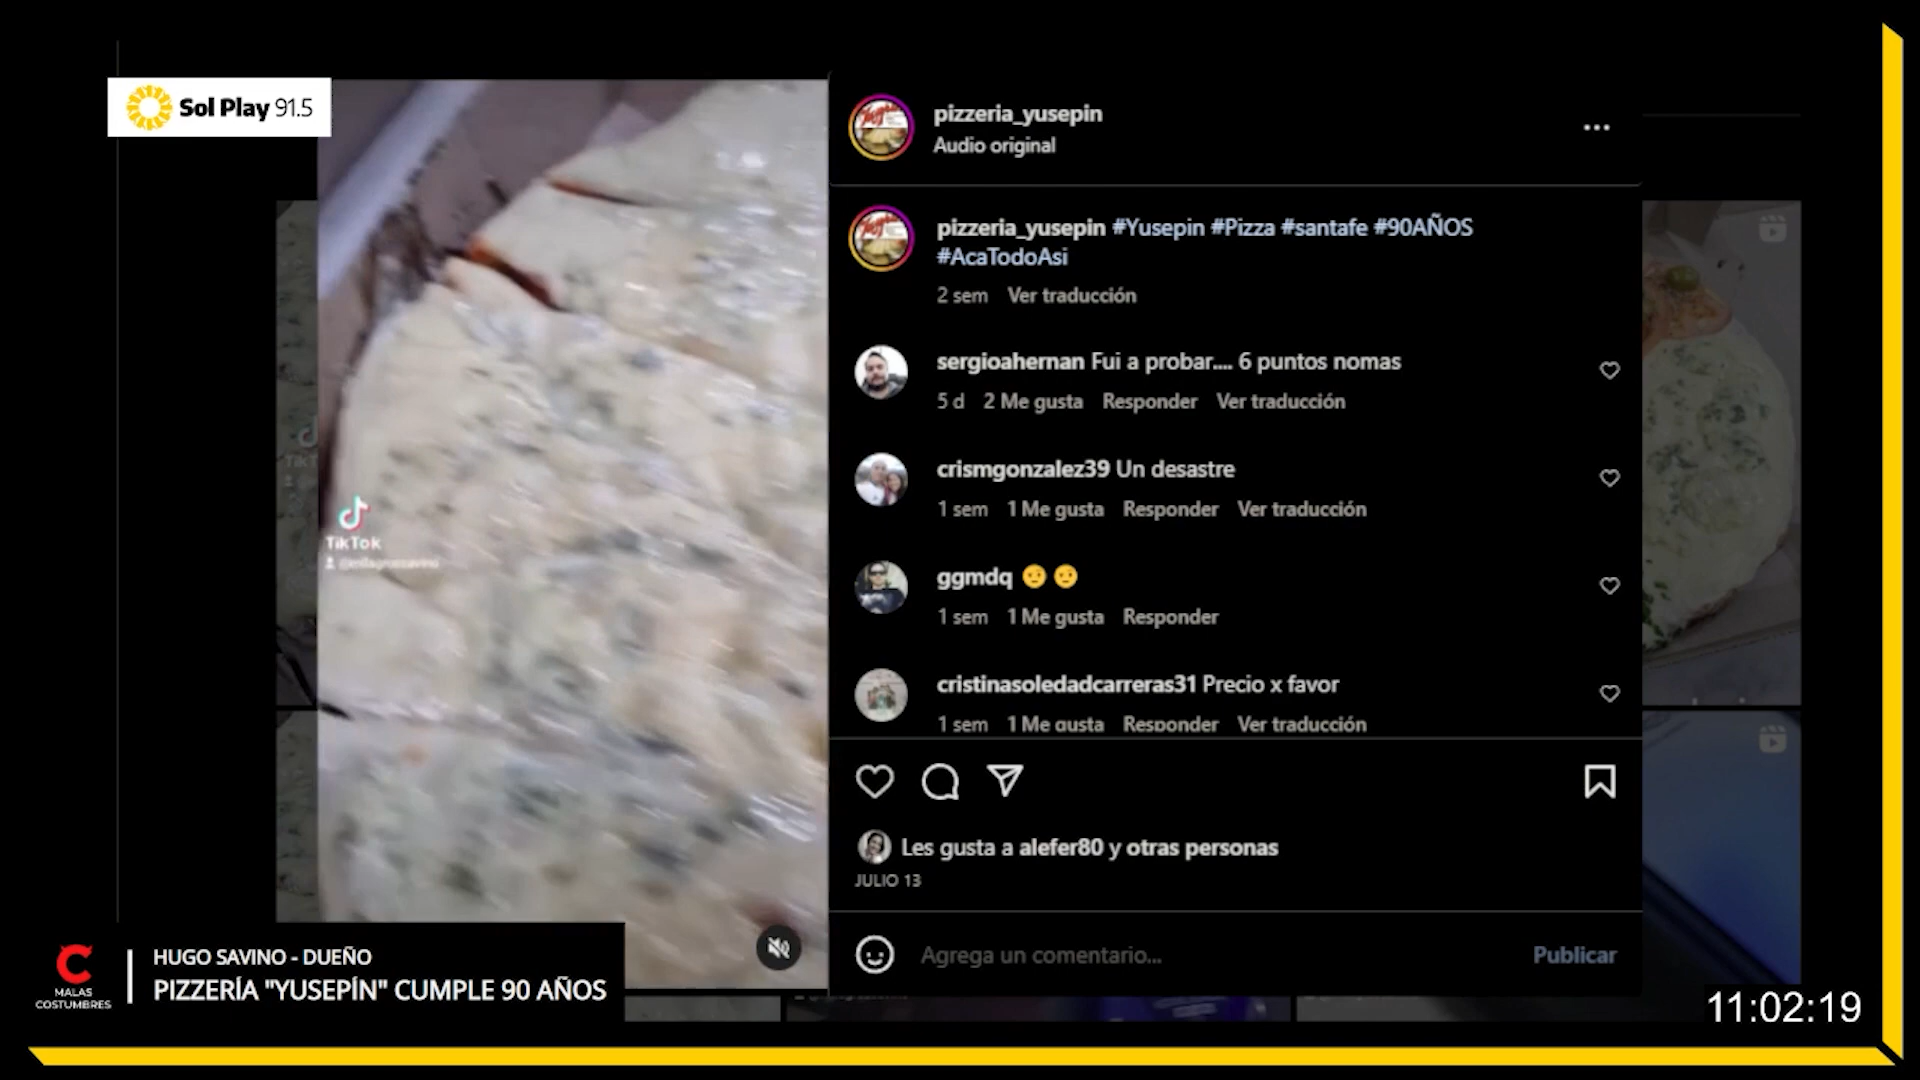 Sol Play 91.5
pizzeria_yusepin
Audio original
pizzeria_yusepin #Yusepin #Pizza #santafe #90AÑOS
#AcaTodoAsi
2 sem Ver traducción
sergioahernan Fui a probar.... 6 puntos nomas
5 d 2 Me gusta Responder Ver traducción
crismgonzalez39 Un desastre
1 sem 1 Me gusta Responder Ver traducción
ggmdq 🤨 🤨
1 sem 1 Me gusta Responder
cristinasoledadcarreras31 Precio x favor
1 sem 1 Me gusta Responder Ver traducción
TikTok
Les gusta a alefer80 y otras personas
JULIO 13
Agrega un comentario...
Publicar
MALAS
COSTUMBRES
HUGO SAVINO - DUEÑO
PIZZERÍA "YUSEPÍN" CUMPLE 90 AÑOS
11:02:19